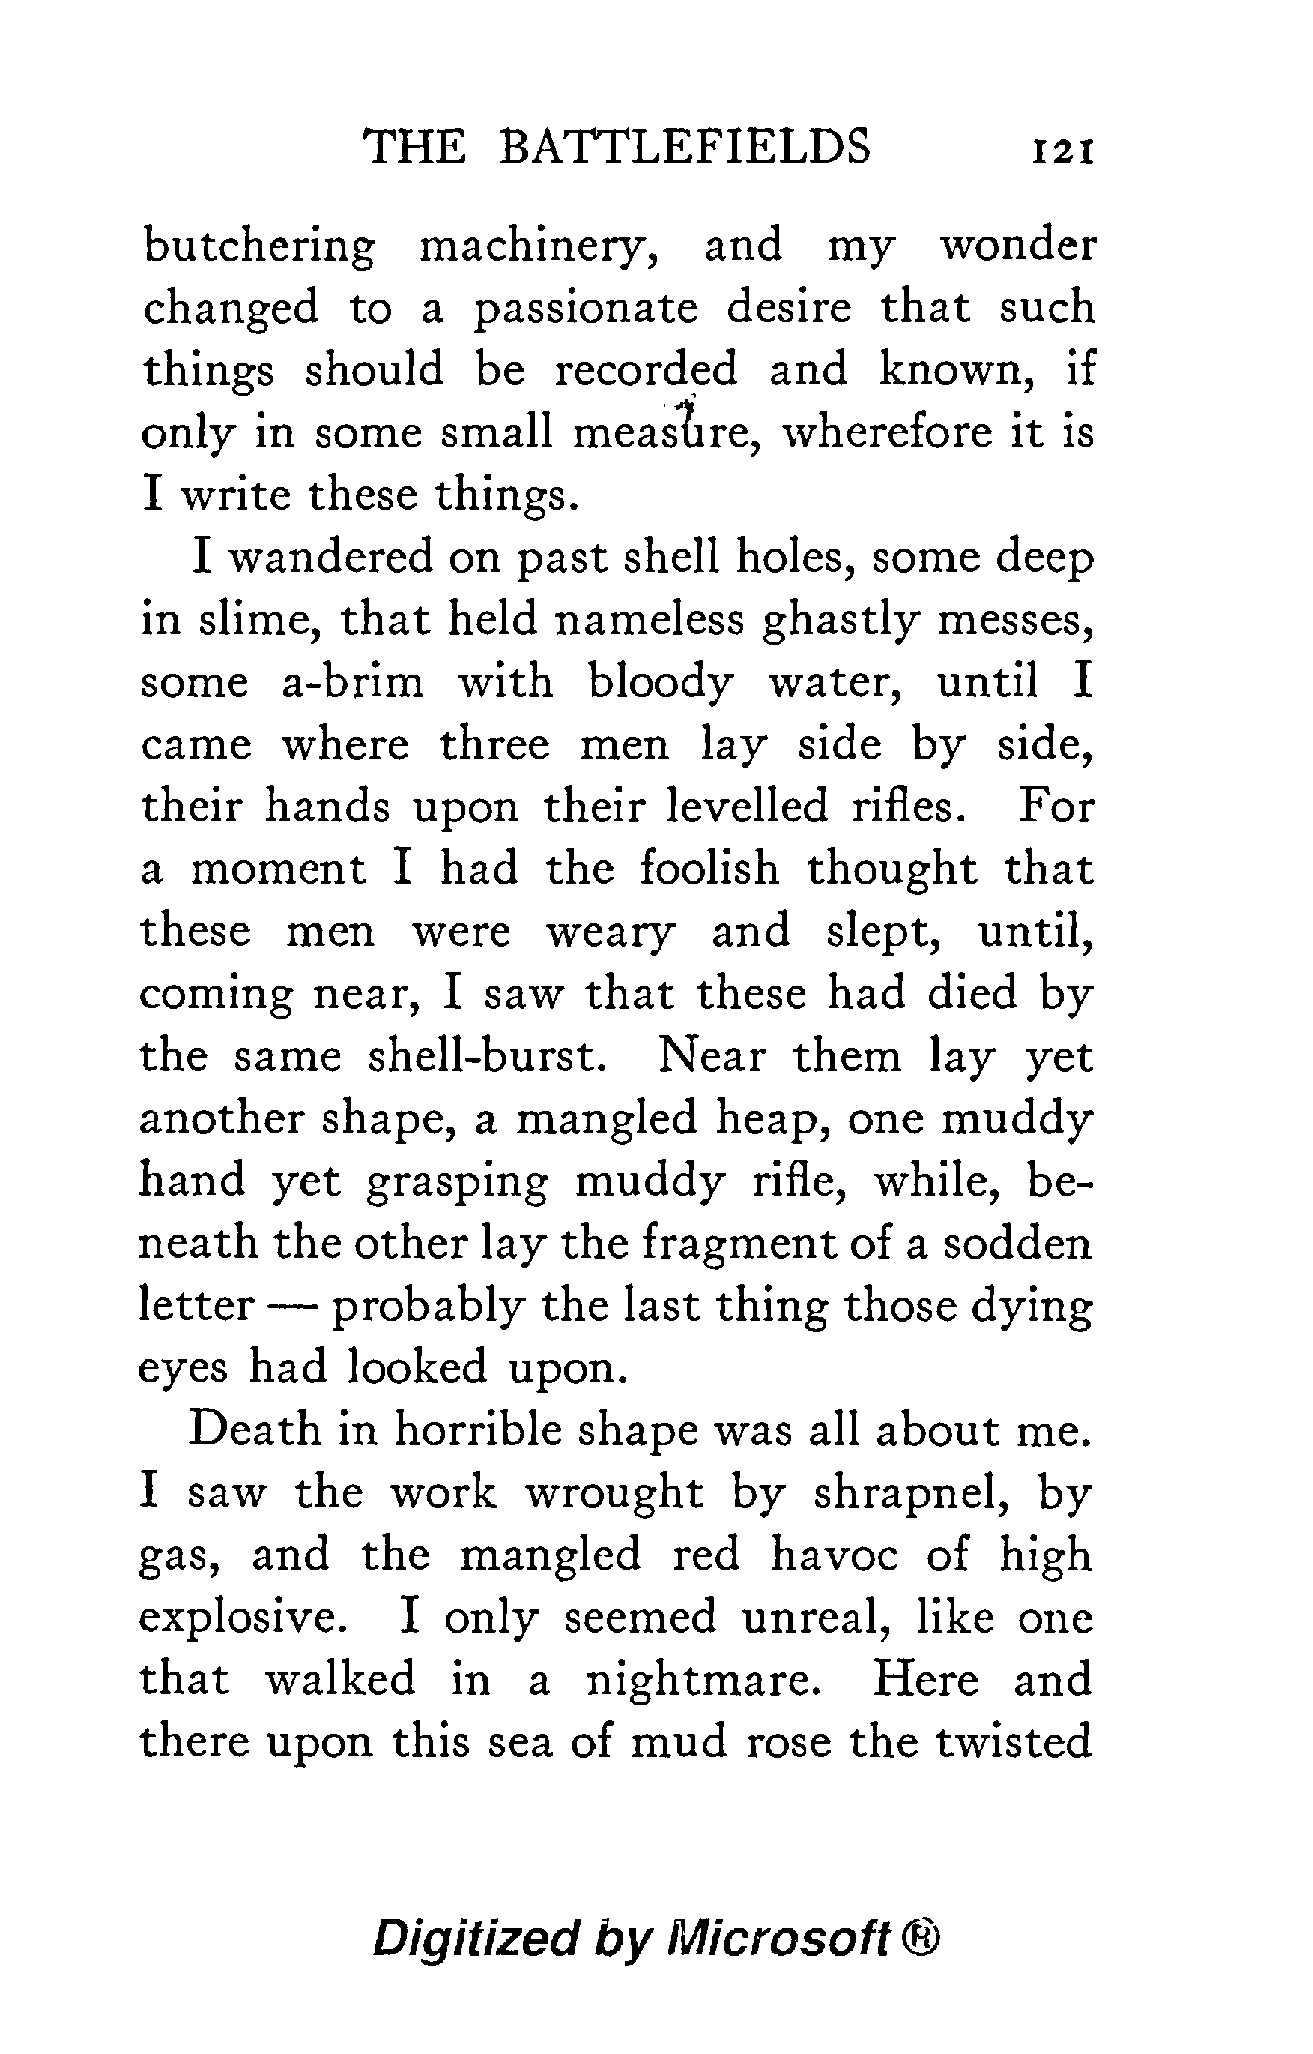 THE BATTLEFIELDS 121
butchering machinery, and my wonder
changed to a passionate desire that such
things should be recorded and known, if
only in some small measure, wherefore it is
I write these things.
I wandered on past shell holes, some deep
in slime, that held nameless ghastly messes,
some a-brim with bloody water, until I
came where three men lay side by side,
their hands upon their levelled rifles. For
a moment I had the foolish thought that
these men were weary and slept, until,
coming near, I saw that these had died by
the same shell-burst. Near them lay yet
another shape, a mangled heap, one muddy
hand yet grasping muddy rifle, while, be-
neath the other lay the fragment of a sodden
letter — probably the last thing those dying
eyes had looked upon.
Death in horrible shape was all about me.
I saw the work wrought by shrapnel, by
gas, and the mangled red havoc of high
explosive. I only seemed unreal, like one
that walked in a nightmare. Here and
there upon this sea of mud rose the twisted
Digitized by Microsoft ®